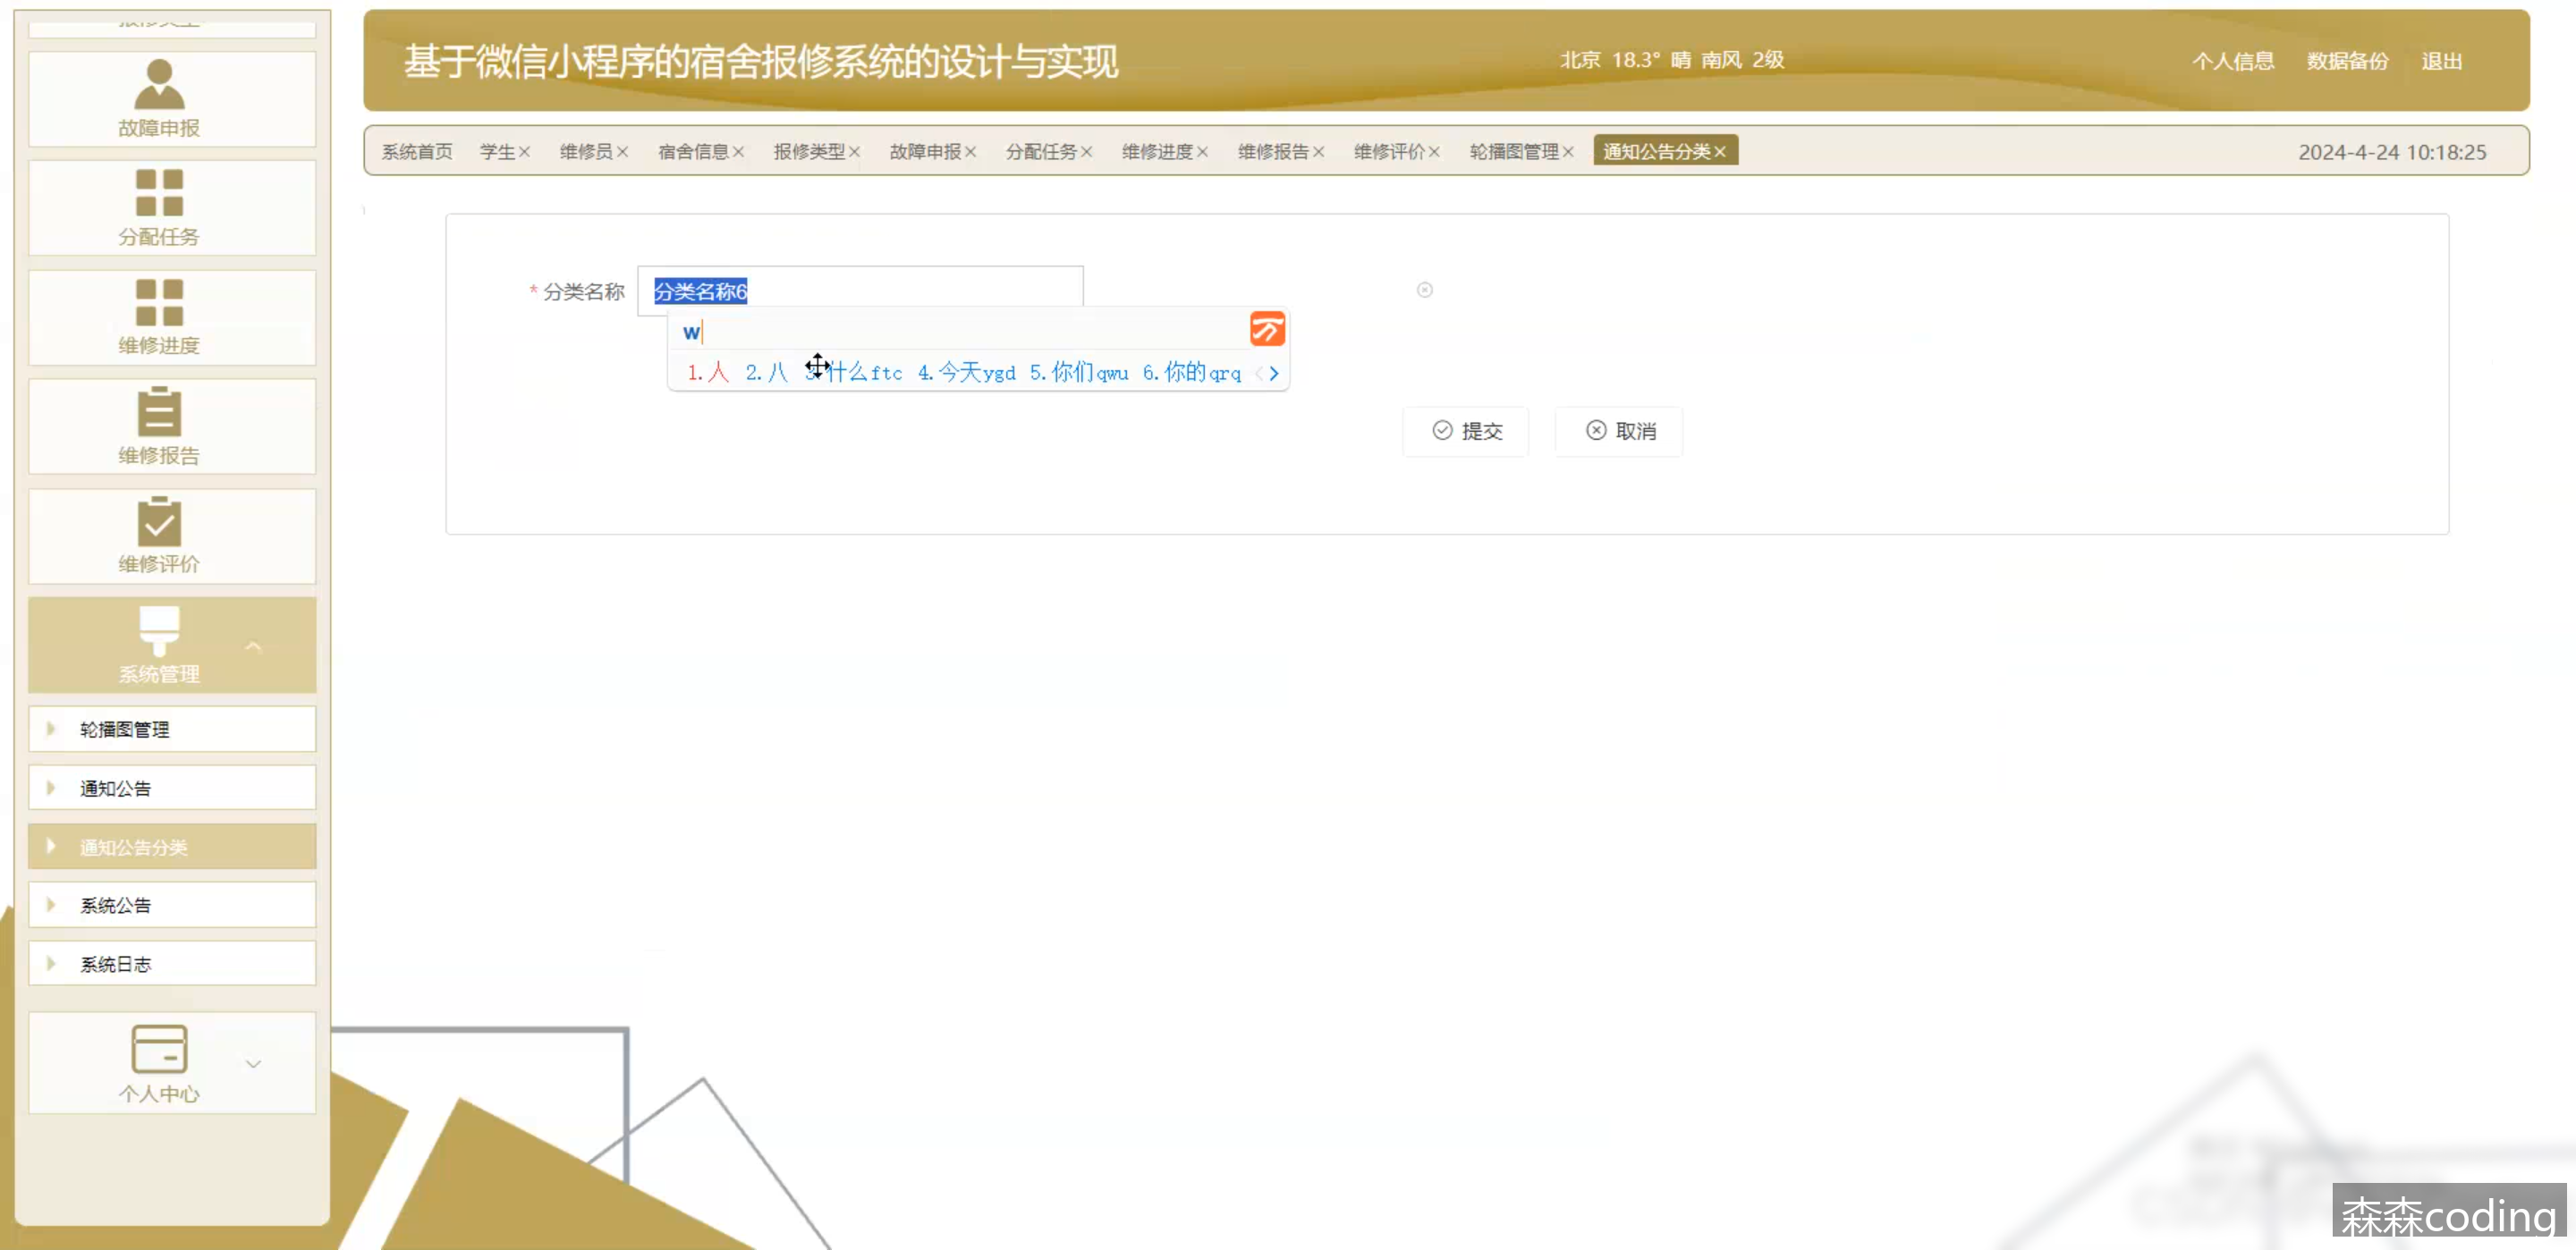 故障申报
分配任务
维修进度
维修报告
维修评价
系统管理
轮播图管理
通知公告
通知公告分类
系统公告
系统日志
个人中心
基于微信小程序的宿舍报修系统的设计与实现
北京 18.3° 晴 南风 2级
个人信息 数据备份 退出
系统首页 学生× 维修员× 宿舍信息× 报修类型× 故障申报× 分配任务× 维修进度× 维修报告× 维修评价× 轮播图管理× 通知公告分类× 2024-4-24 10:18:25
* 分类名称 分类名称6
w
1.人 2.八 什么ftc 4.今天ygd 5.你们qwu 6.你的qrq
提交 取消
森森coding